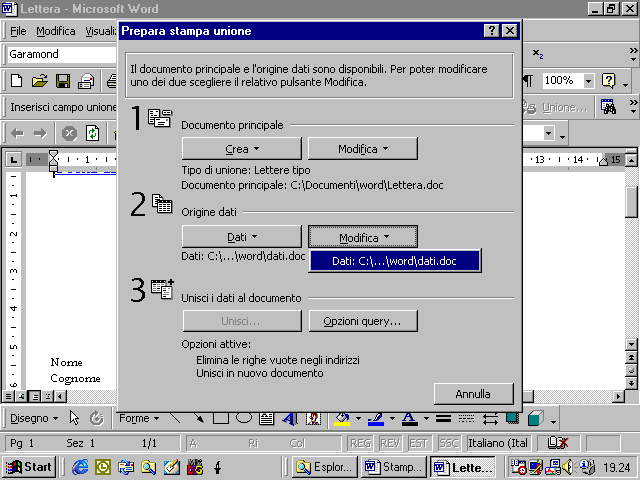 Lettera - Microsoft Word
File Modifica Visualiz
Garamond
100%
Inserisci campo unione
Unione...
Prepara stampa unione
Il documento principale e l'origine dati sono disponibili. Per poter modificare
uno dei due scegliere il relativo pulsante Modifica.
1 Documento principale
Crea Modifica
Tipo di unione: Lettere tipo
Documento principale: C:\Documenti\word\Lettera.doc
2 Origine dati
Dati Modifica
Dati: C:\...\word\dati.doc
Dati: C:\...\word\dati.doc
3 Unisci i dati al documento
Unisci... Opzioni query...
Opzioni attive:
Elimina le righe vuote negli indirizzi
Unisci in nuovo documento
Annulla
Nome
Cognome
Disegno Forme
Pg 1 Sez 1 1/1 A Ri Col REG REV EST SSC Italiano (Ital
Start Esplor... Stamp... Lette... 19.24